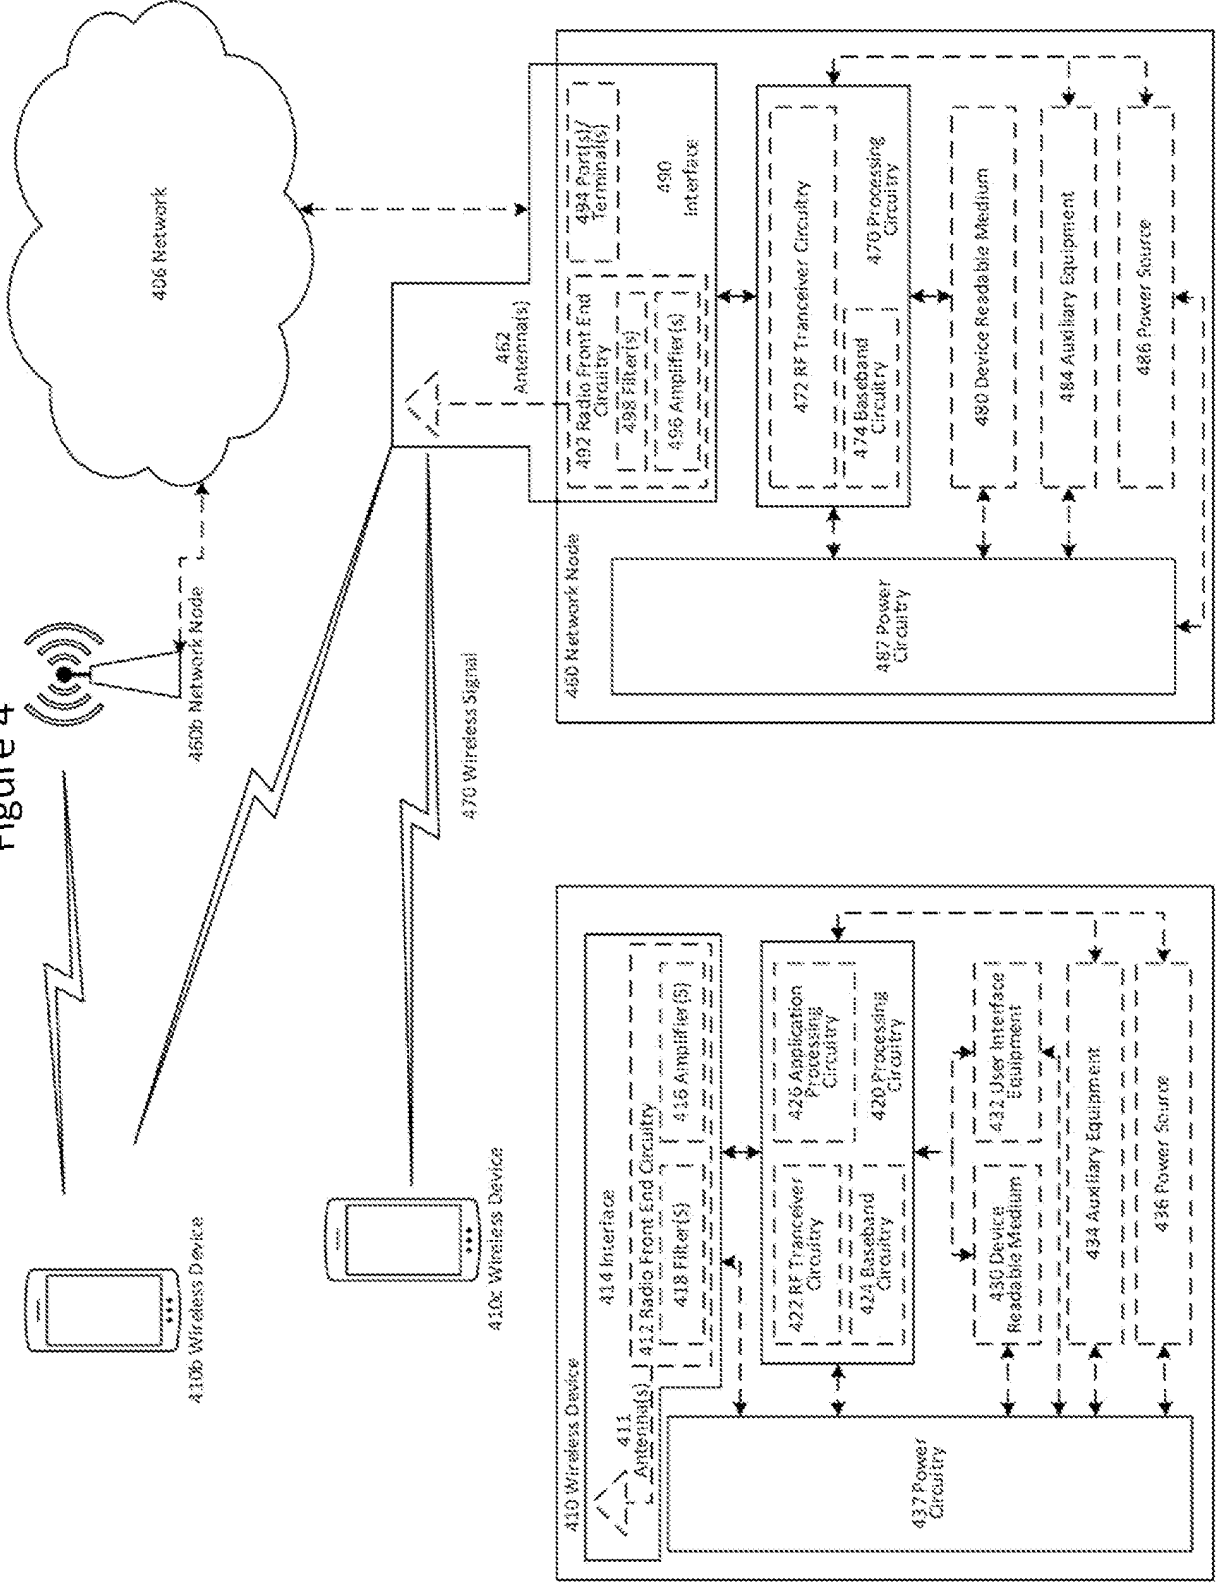 Figure 4
406 Network
460b Network Node
410b Wireless Device
410c Wireless Device
470 Wireless Signal
462
Antenna(s)
460 Network Node
494 Port(s)/
Terminal(s)
490
Interface
492 Radio Front End
Circuitry
498 Filter(s)
496 Amplifier(s)
472 RF Tranceiver Circuitry
474 Baseband
Circuitry
470 Processing
Circuitry
480 Device Readable Medium
484 Auxiliary Equipment
486 Power Source
487 Power
Circuitry
410 Wireless Device
411
Antenna(s)
414 Interface
412 Radio Front End Circuitry
418 Filter(S)
416 Amplifier(S)
422 RF Tranceiver
Circuitry
426 Application
Processing
Circuitry
424 Baseband
Circuitry
420 Processing
Circuitry
430 Device
Readable Medium
432 User Interface
Equipment
434 Auxiliary Equipment
436 Power Source
437 Power
Circuitry